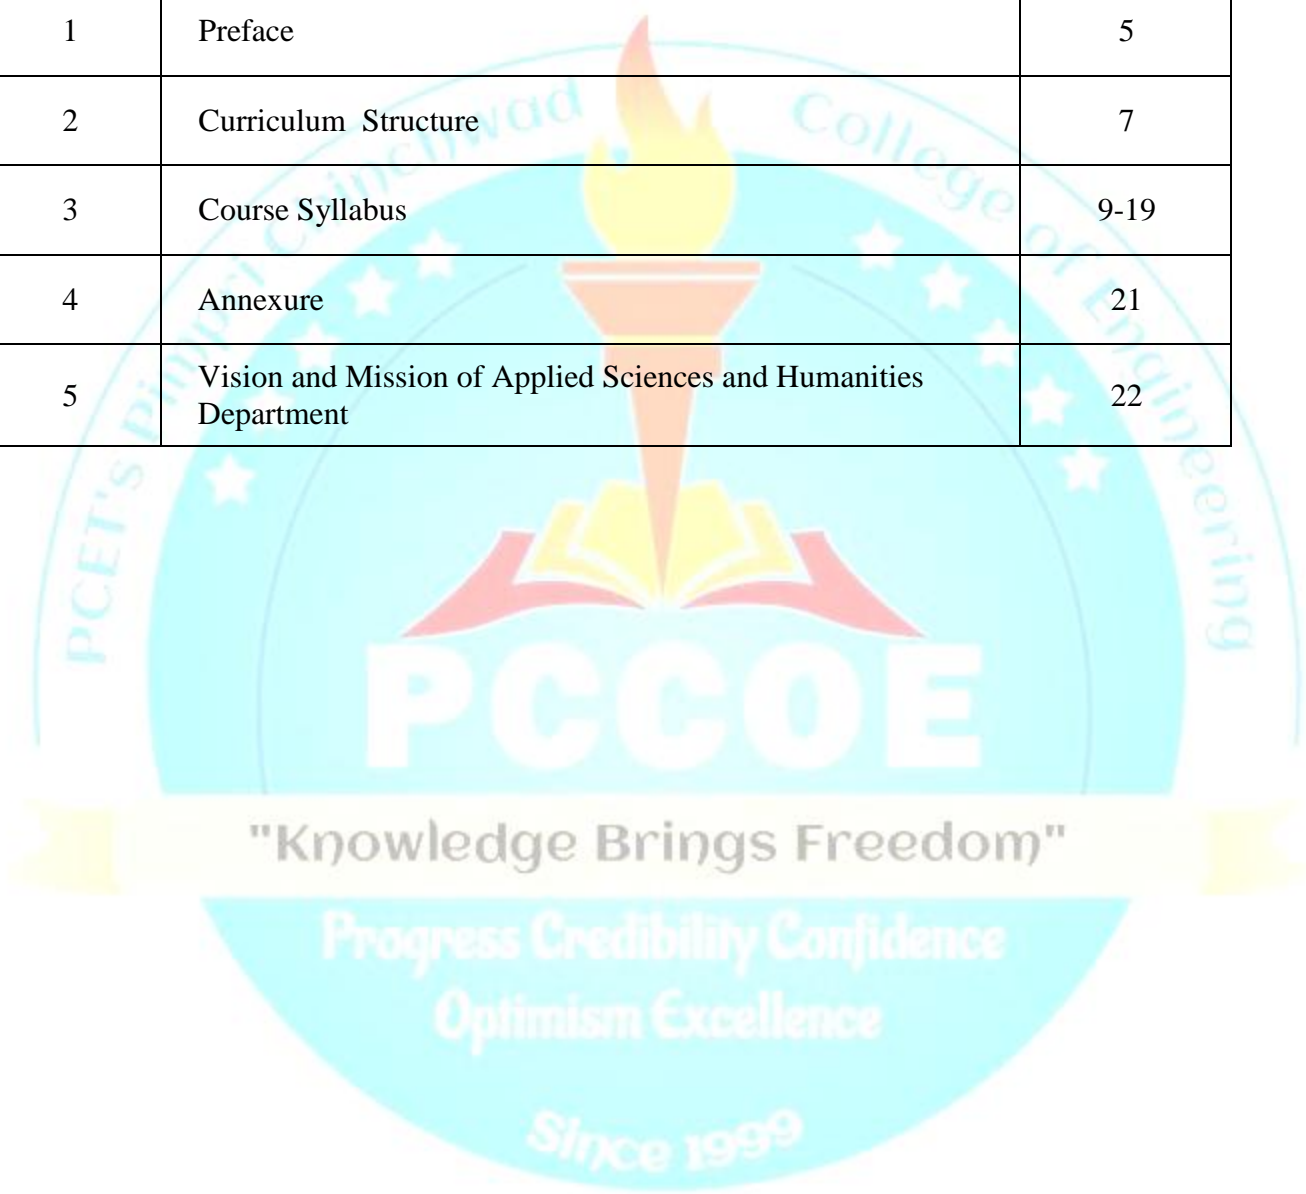 1 Preface 5
2 Curriculum Structure 7
3 Course Syllabus 9-19
4 Annexure 21
5 Vision and Mission of Applied Sciences and Humanities Department 22
PCET's Pimpri Chinchwad College of Engineering
PCCOE
"Knowledge Brings Freedom"
Progress Credibility Confidence
Optimism Excellence
Since 1999